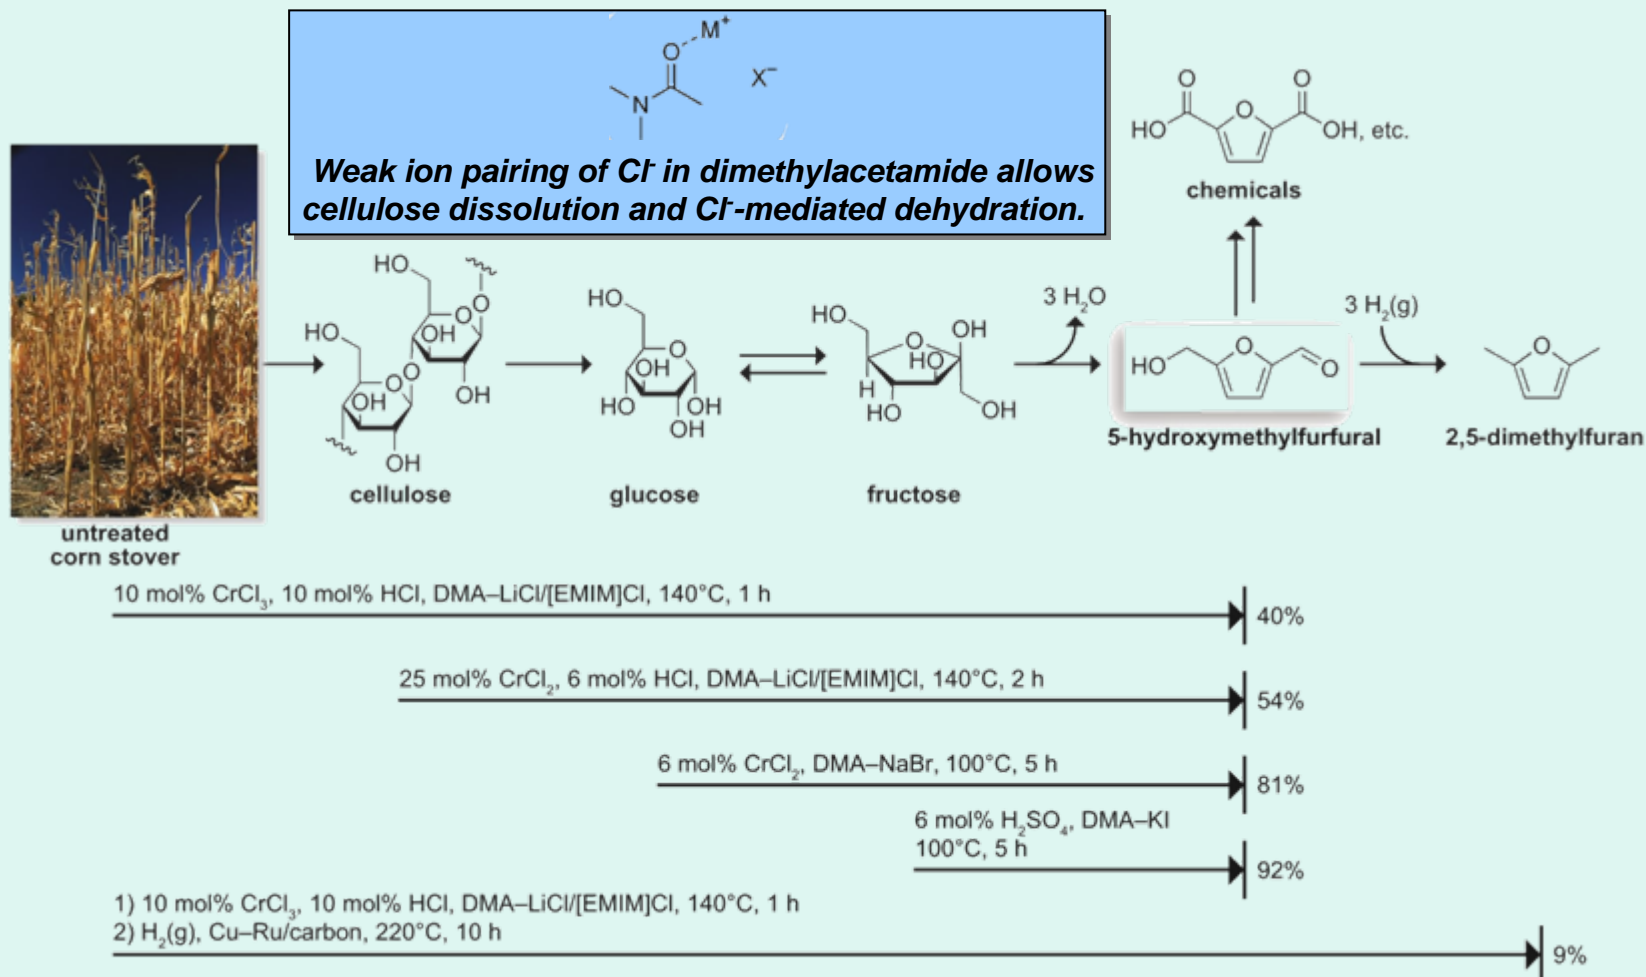 M⁺
O
N
X⁻
Weak ion pairing of Cl⁻ in dimethylacetamide allows
cellulose dissolution and Cl⁻-mediated dehydration.
O O
HO O OH, etc.
chemicals
HO
O
O
OH
HO
OH
O
O
OH
OH
OH
cellulose
HO
O
OH
HO OH
OH
glucose
HO
O OH
HO
H
HO
OH
fructose
3 H₂O
HO O O
5-hydroxymethylfurfural
3 H₂(g)
O
2,5-dimethylfuran
untreated
corn stover
10 mol% CrCl₃, 10 mol% HCl, DMA–LiCl/[EMIM]Cl, 140°C, 1 h
40%
25 mol% CrCl₂, 6 mol% HCl, DMA–LiCl/[EMIM]Cl, 140°C, 2 h
54%
6 mol% CrCl₂, DMA–NaBr, 100°C, 5 h
81%
6 mol% H₂SO₄, DMA–KI
100°C, 5 h
92%
1) 10 mol% CrCl₃, 10 mol% HCl, DMA–LiCl/[EMIM]Cl, 140°C, 1 h
2) H₂(g), Cu–Ru/carbon, 220°C, 10 h
9%